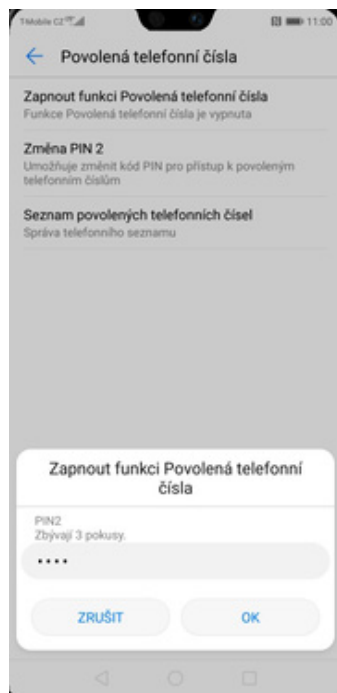 T-Mobile CZ
11:00
Povolená telefonní čísla
Zapnout funkci Povolená telefonní čísla
Funkce Povolená telefonní čísla je vypnuta
Změna PIN 2
Umožňuje změnit kód PIN pro přístup k povoleným
telefonním číslům
Seznam povolených telefonních čísel
Správa telefonního seznamu
Zapnout funkci Povolená telefonní
čísla
PIN2
Zbývají 3 pokusy.
••••
ZRUŠIT
OK